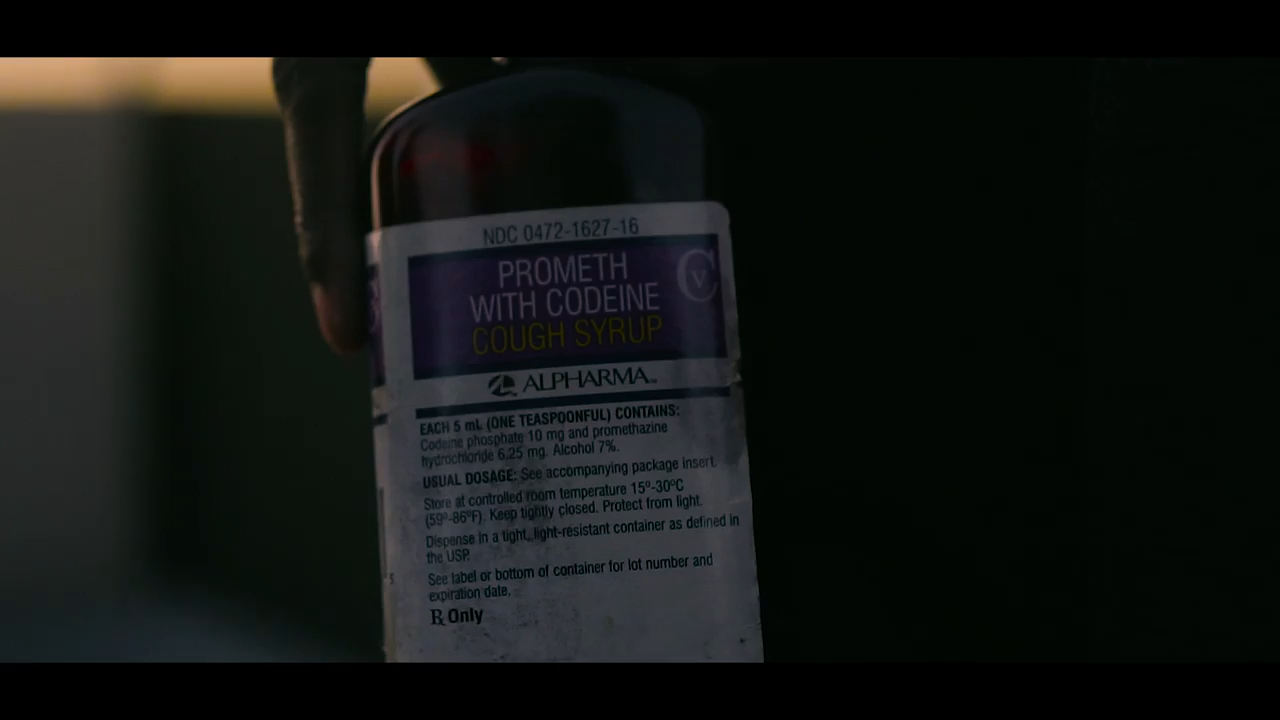 NDC 0472-1627-16
PROMETH
WITH CODEINE
COUGH SYRUP
CV
ALPHARMA™
EACH 5 mL (ONE TEASPOONFUL) CONTAINS:
Codeine phosphate 10 mg and promethazine
hydrochloride 6.25 mg. Alcohol 7%.
USUAL DOSAGE: See accompanying package insert.
Store at controlled room temperature 15º-30ºC
(59º-86ºF). Keep tightly closed. Protect from light.
Dispense in a tight, light-resistant container as defined in
the USP.
See label or bottom of container for lot number and
expiration date.
℞ Only